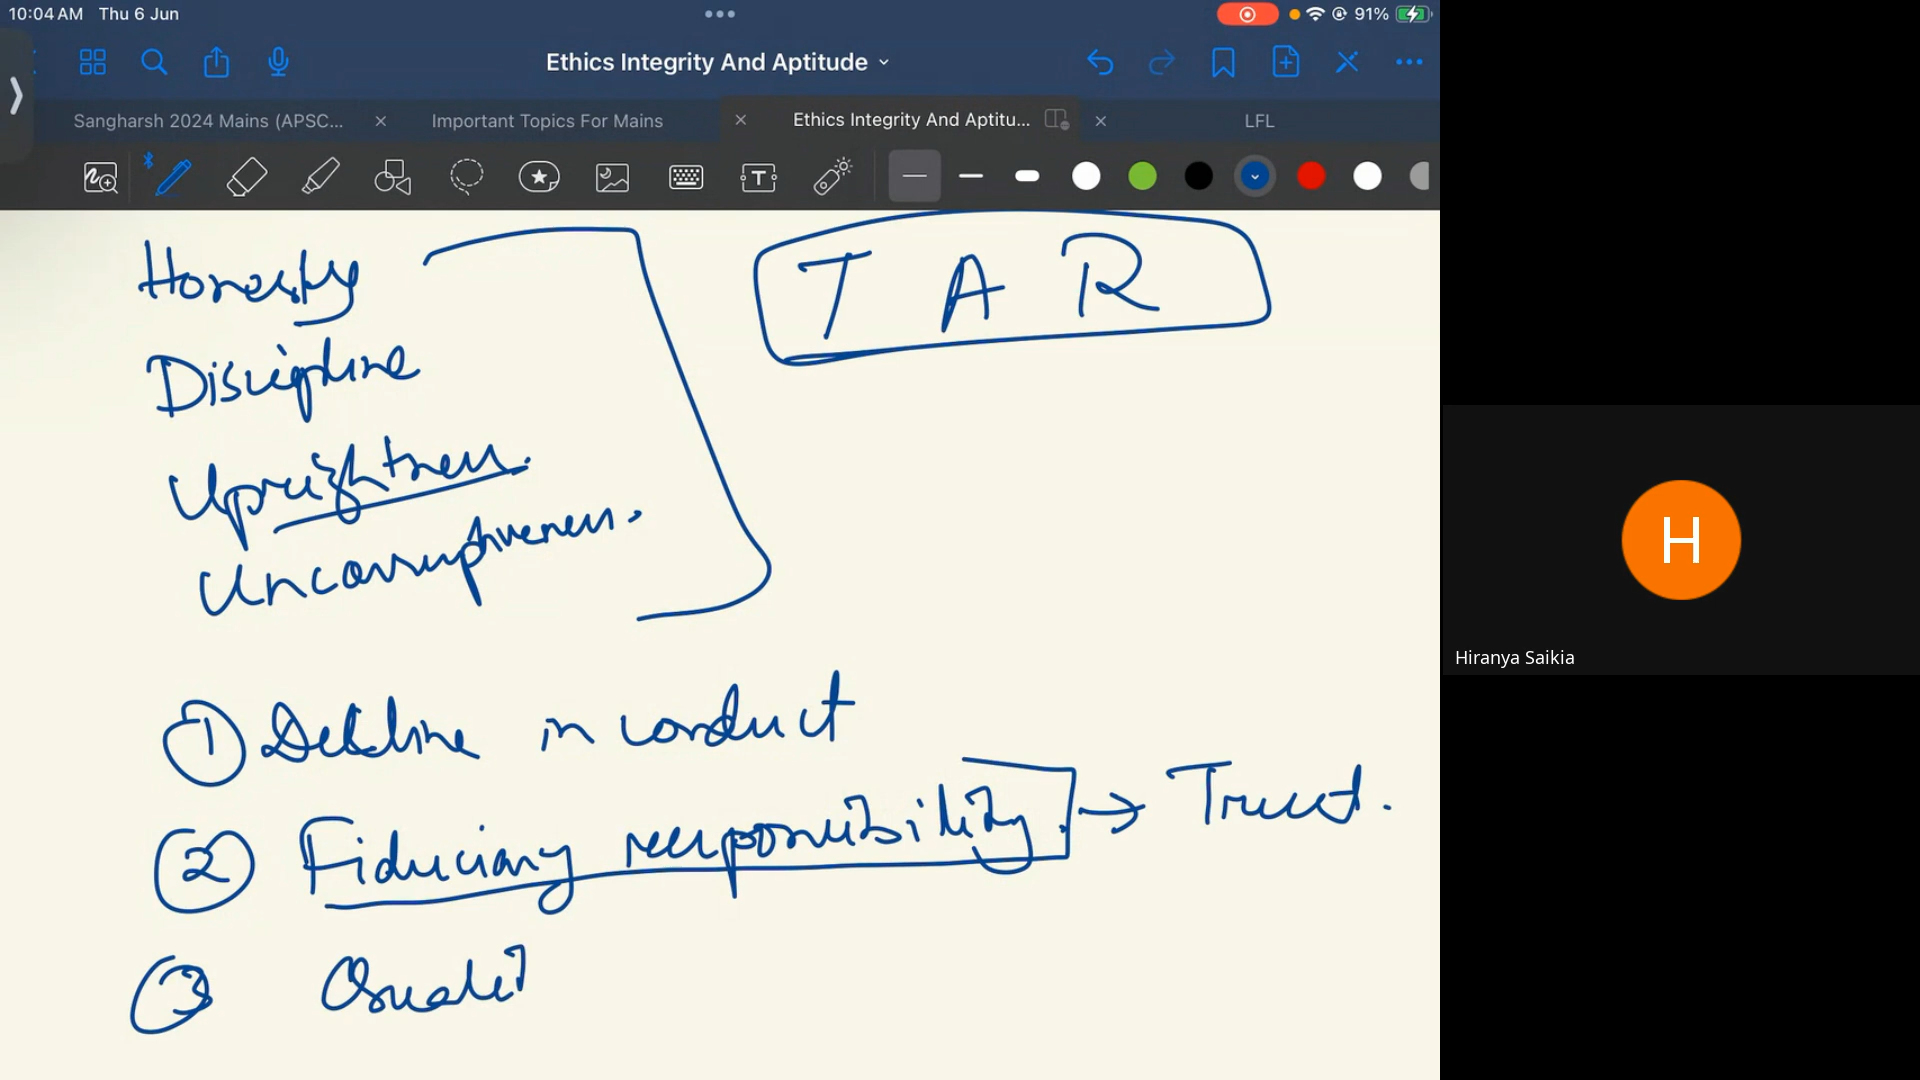 10:04 AM Thu 6 Jun
91%
Ethics Integrity And Aptitude
Sangharsh 2024 Mains (APSC...
Important Topics For Mains
Ethics Integrity And Aptitu...
LFL
T
Honesty
T A R
Discipline
Uprightness.
Uncorruptiveness.
① Decline in conduct
② Fiduciary responsibility → Trust.
③ Qualit
H
Hiranya Saikia